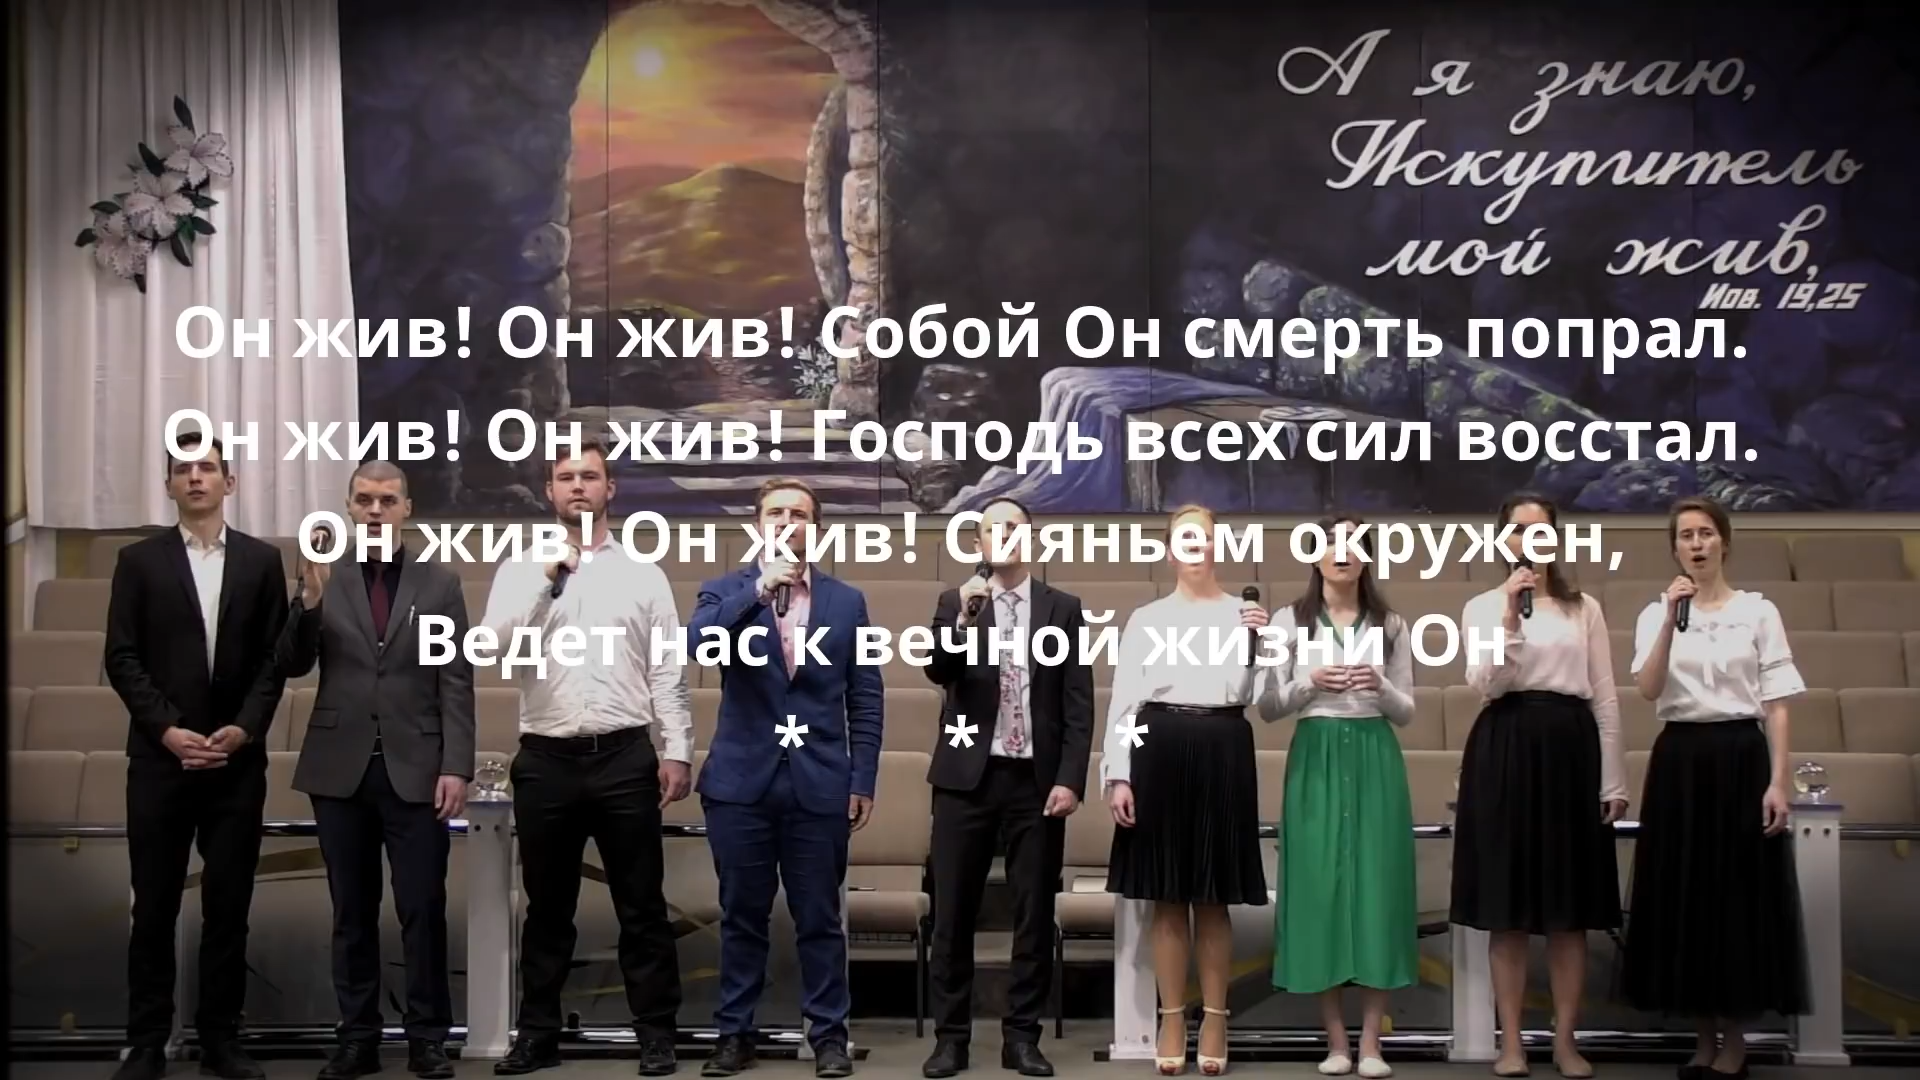 А я знаю,
Искупитель
мой жив,
Иов. 19,25
Он жив! Он жив! Собой Он смерть попрал.
Он жив! Он жив! Господь всех сил восстал.
Он жив! Он жив! Сияньем окружен,
Ведет нас к вечной жизни Он
* * *